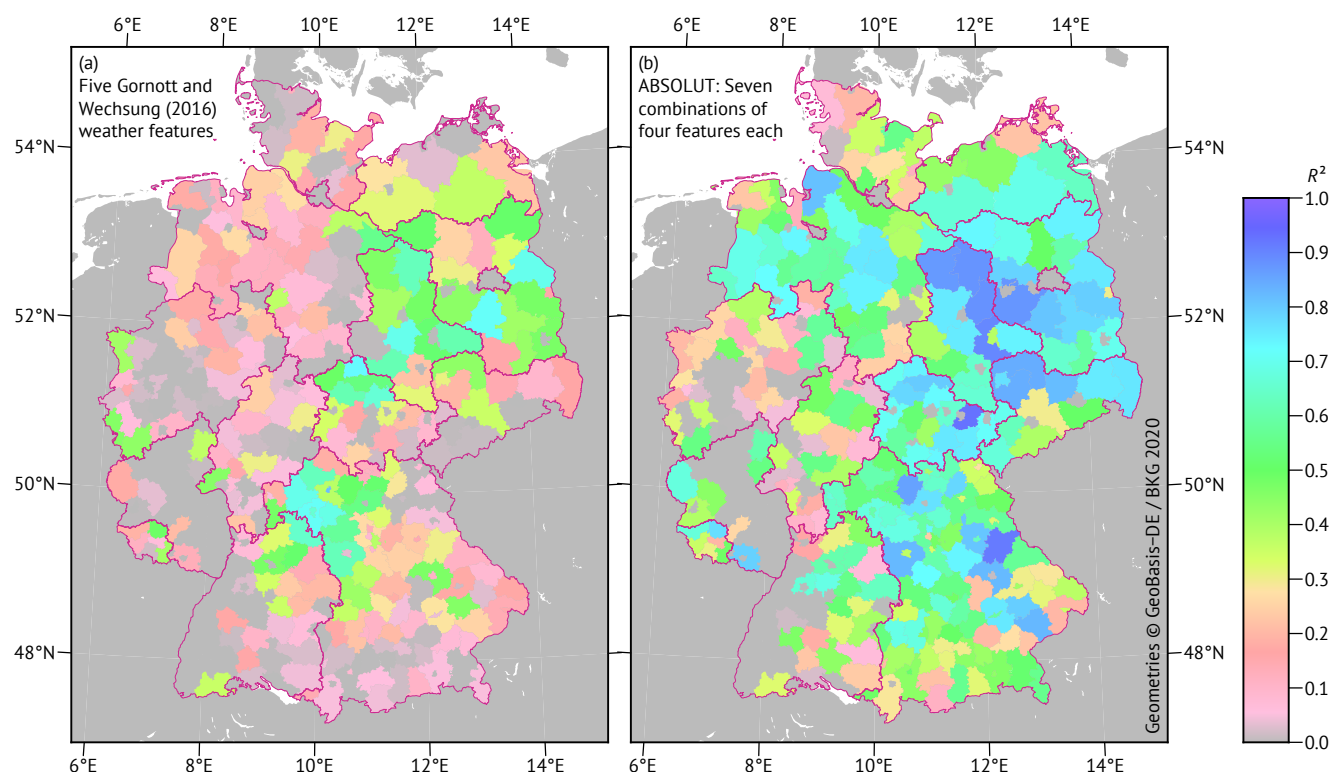 6°E 8°E 10°E 12°E 14°E 6°E 8°E 10°E 12°E 14°E
(a)
Five Gornott and
Wechsung (2016)
weather features
(b)
ABSOLUT: Seven
combinations of
four features each
54°N 54°N
52°N 52°N
50°N 50°N
48°N 48°N
6°E 8°E 10°E 12°E 14°E 6°E 8°E 10°E 12°E 14°E
Geometries © GeoBasis−DE / BKG 2020
R²
1.0
0.9
0.8
0.7
0.6
0.5
0.4
0.3
0.2
0.1
0.0